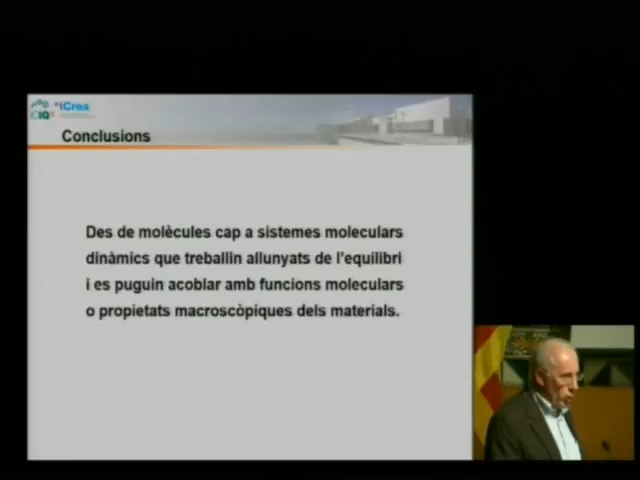 iCrea
Conclusions
Des de molècules cap a sistemes moleculars
dinàmics que treballin allunyats de l'equilibri
i es puguin acoblar amb funcions moleculars
o propietats macroscòpiques dels materials.